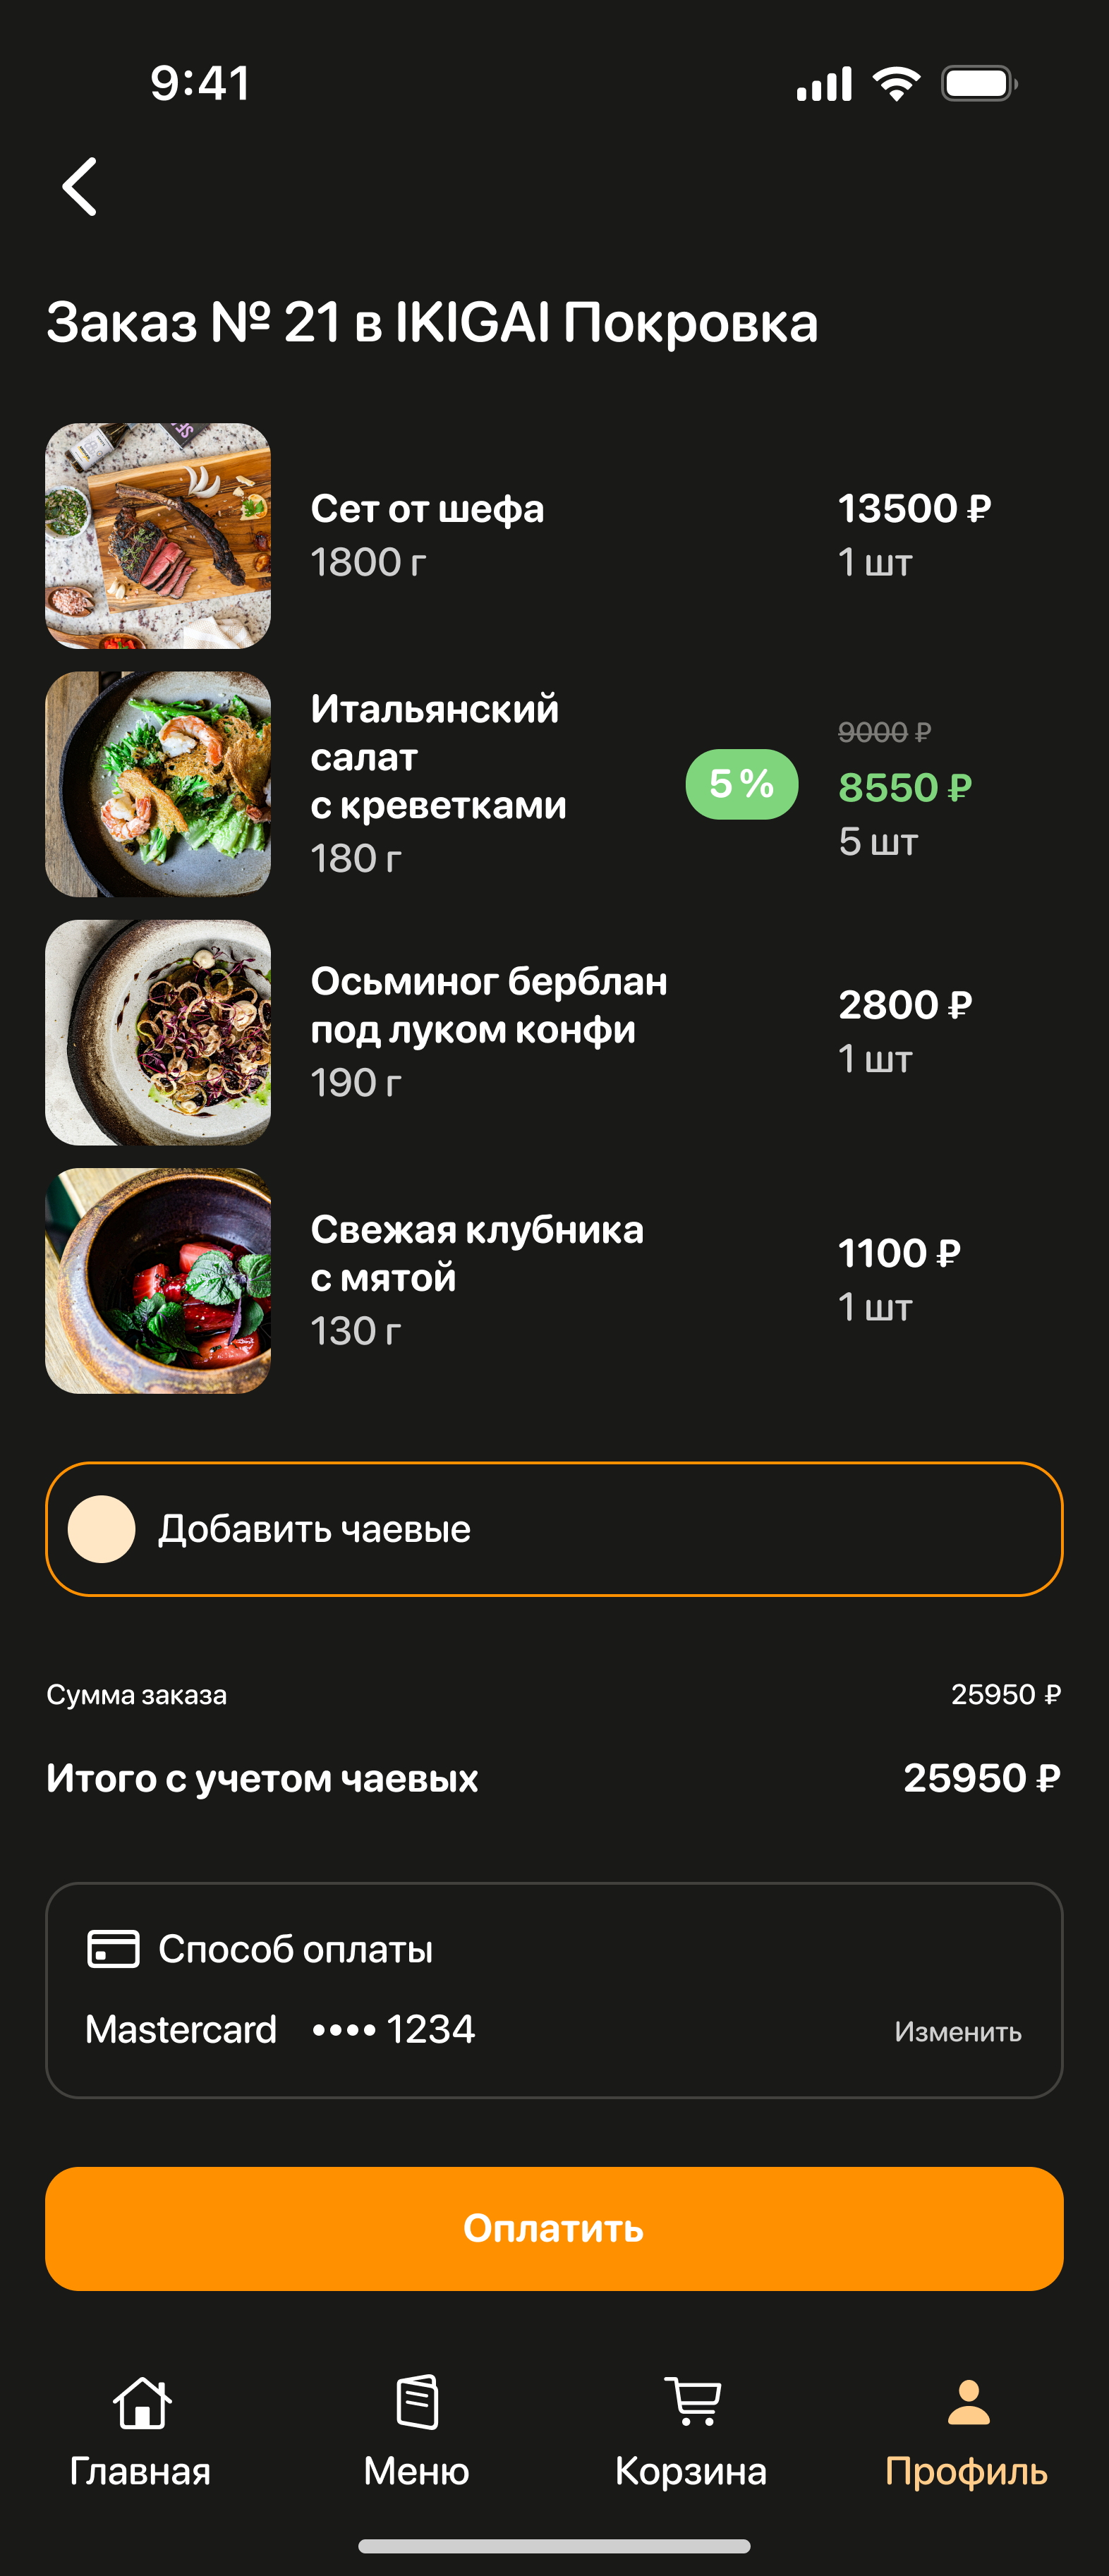 9:41
Заказ № 21 в IKIGAI Покровка
Сет от шефа
1800 г
13500 ₽
1 шт
Итальянский
салат
с креветками
180 г
5 %
9000 ₽
8550 ₽
5 шт
Осьминог берблан
под луком конфи
190 г
2800 ₽
1 шт
Свежая клубника
с мятой
130 г
1100 ₽
1 шт
Добавить чаевые
Сумма заказа 25950 ₽
Итого с учетом чаевых 25950 ₽
Способ оплаты
Mastercard •••• 1234 Изменить
Оплатить
Главная Меню Корзина Профиль